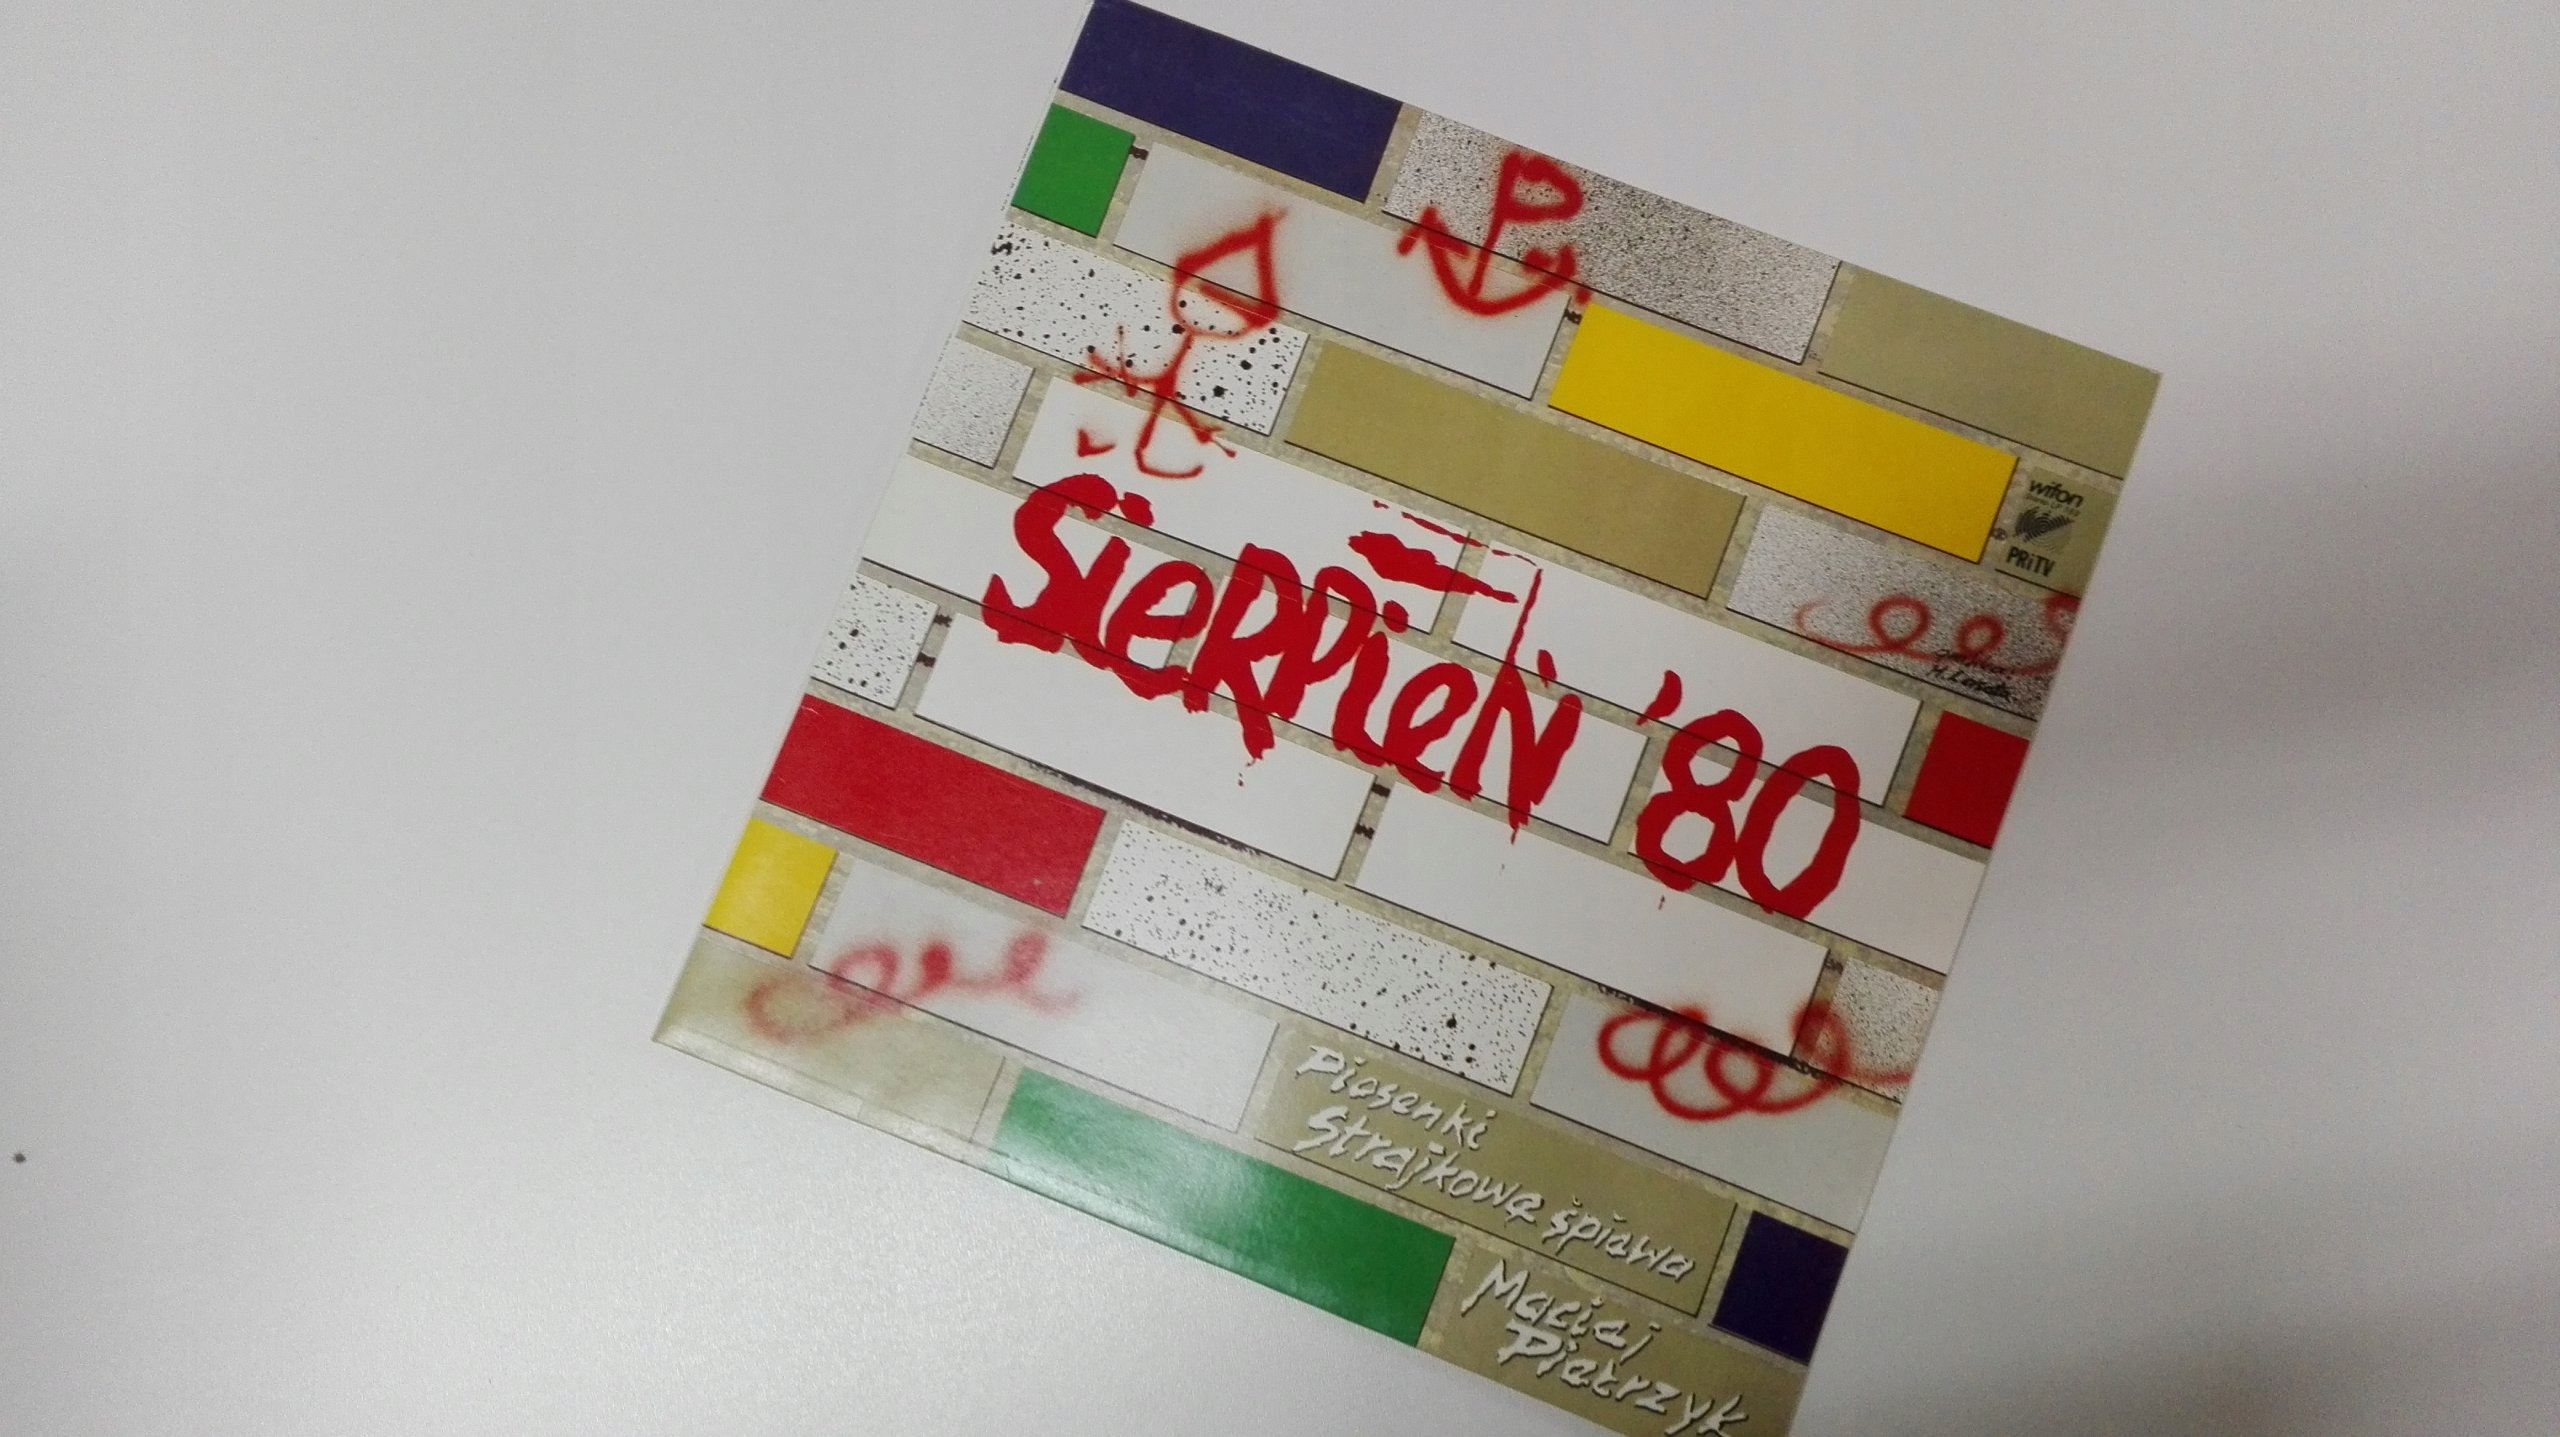 wifon
PRiTV
SiERPiEŃ '80
Piosenki
Strajkowe śpiewa
Maciej
Pietrzyk